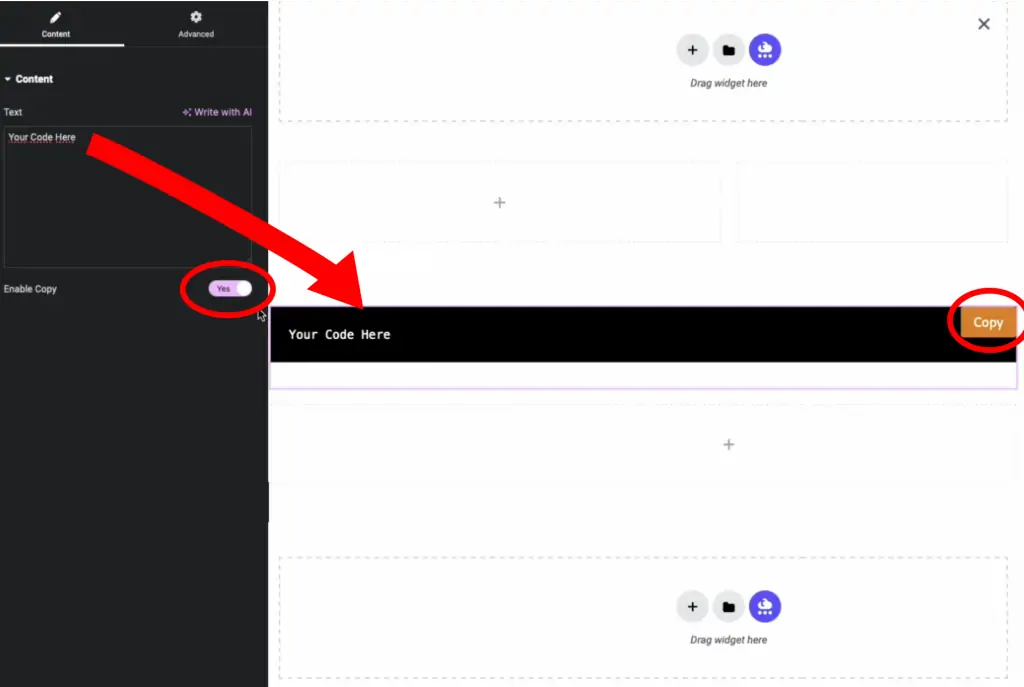 Content
Advanced
Content
Text
Write with AI
Your Code Here
Enable Copy
Yes
Drag widget here
Your Code Here
Copy
Drag widget here